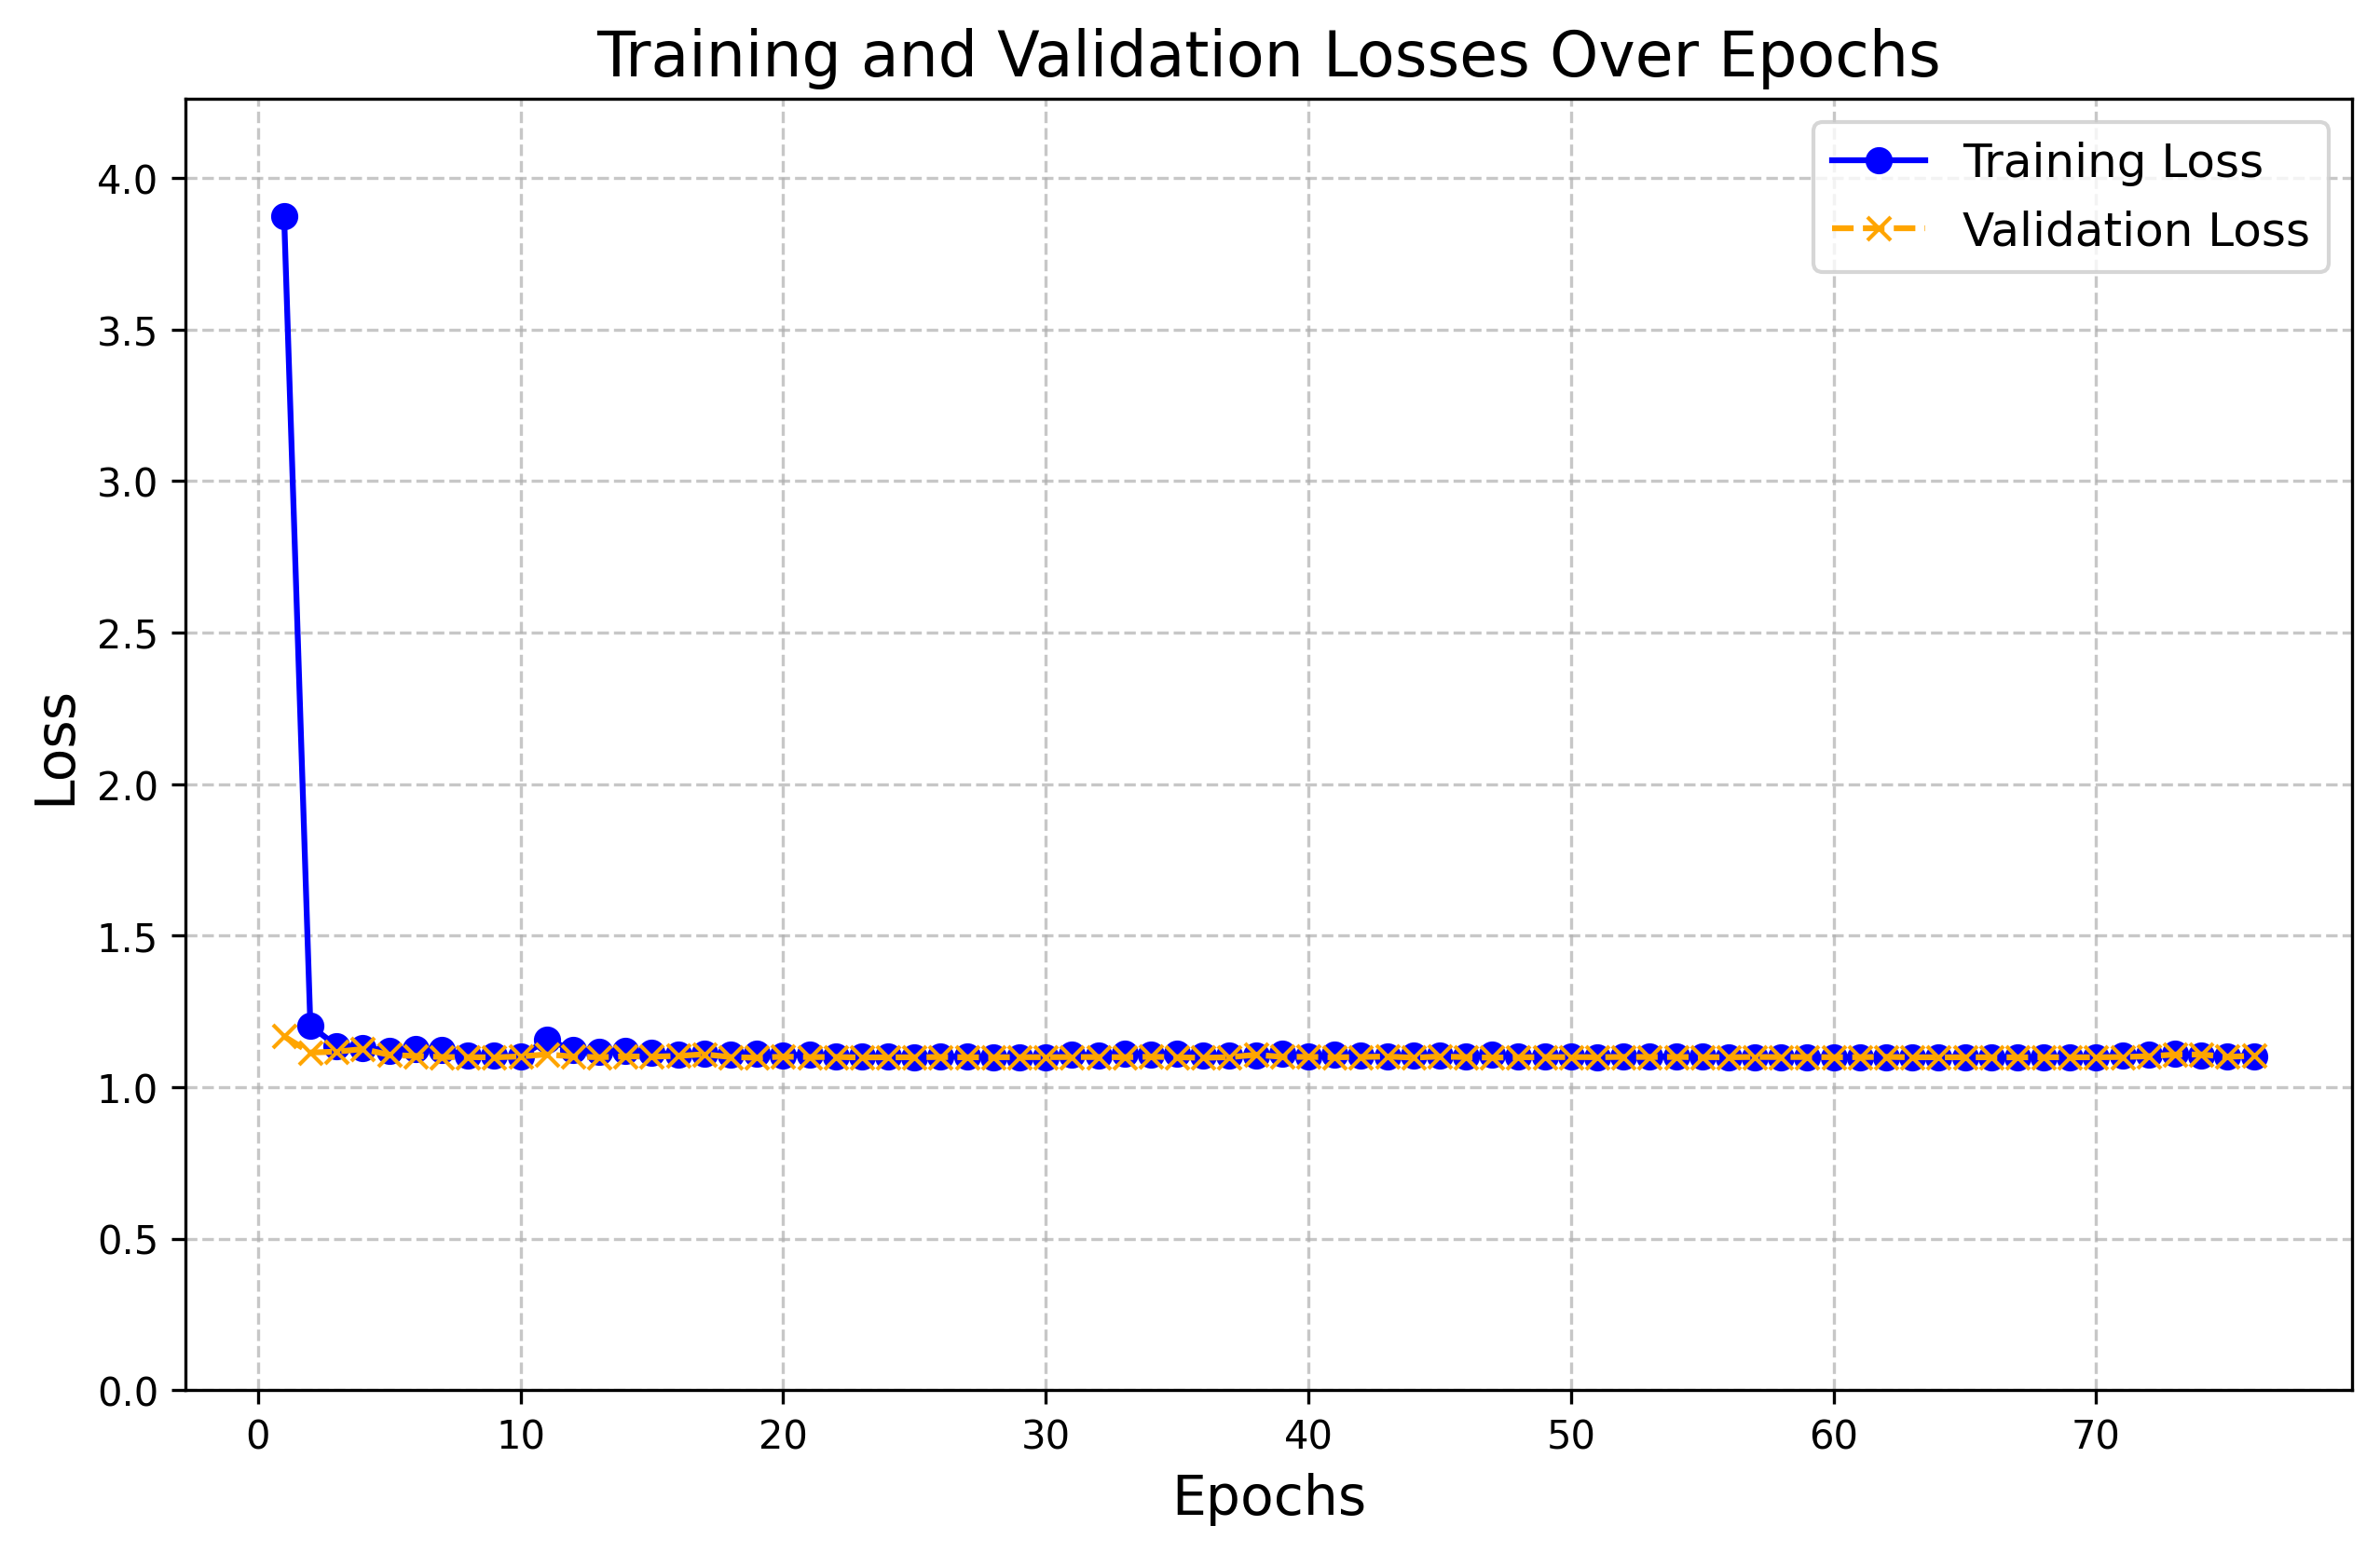 Training and Validation Losses Over Epochs
Training Loss
Validation Loss
Loss
4.0
3.5
3.0
2.5
2.0
1.5
1.0
0.5
0.0
0 10 20 30 40 50 60 70
Epochs